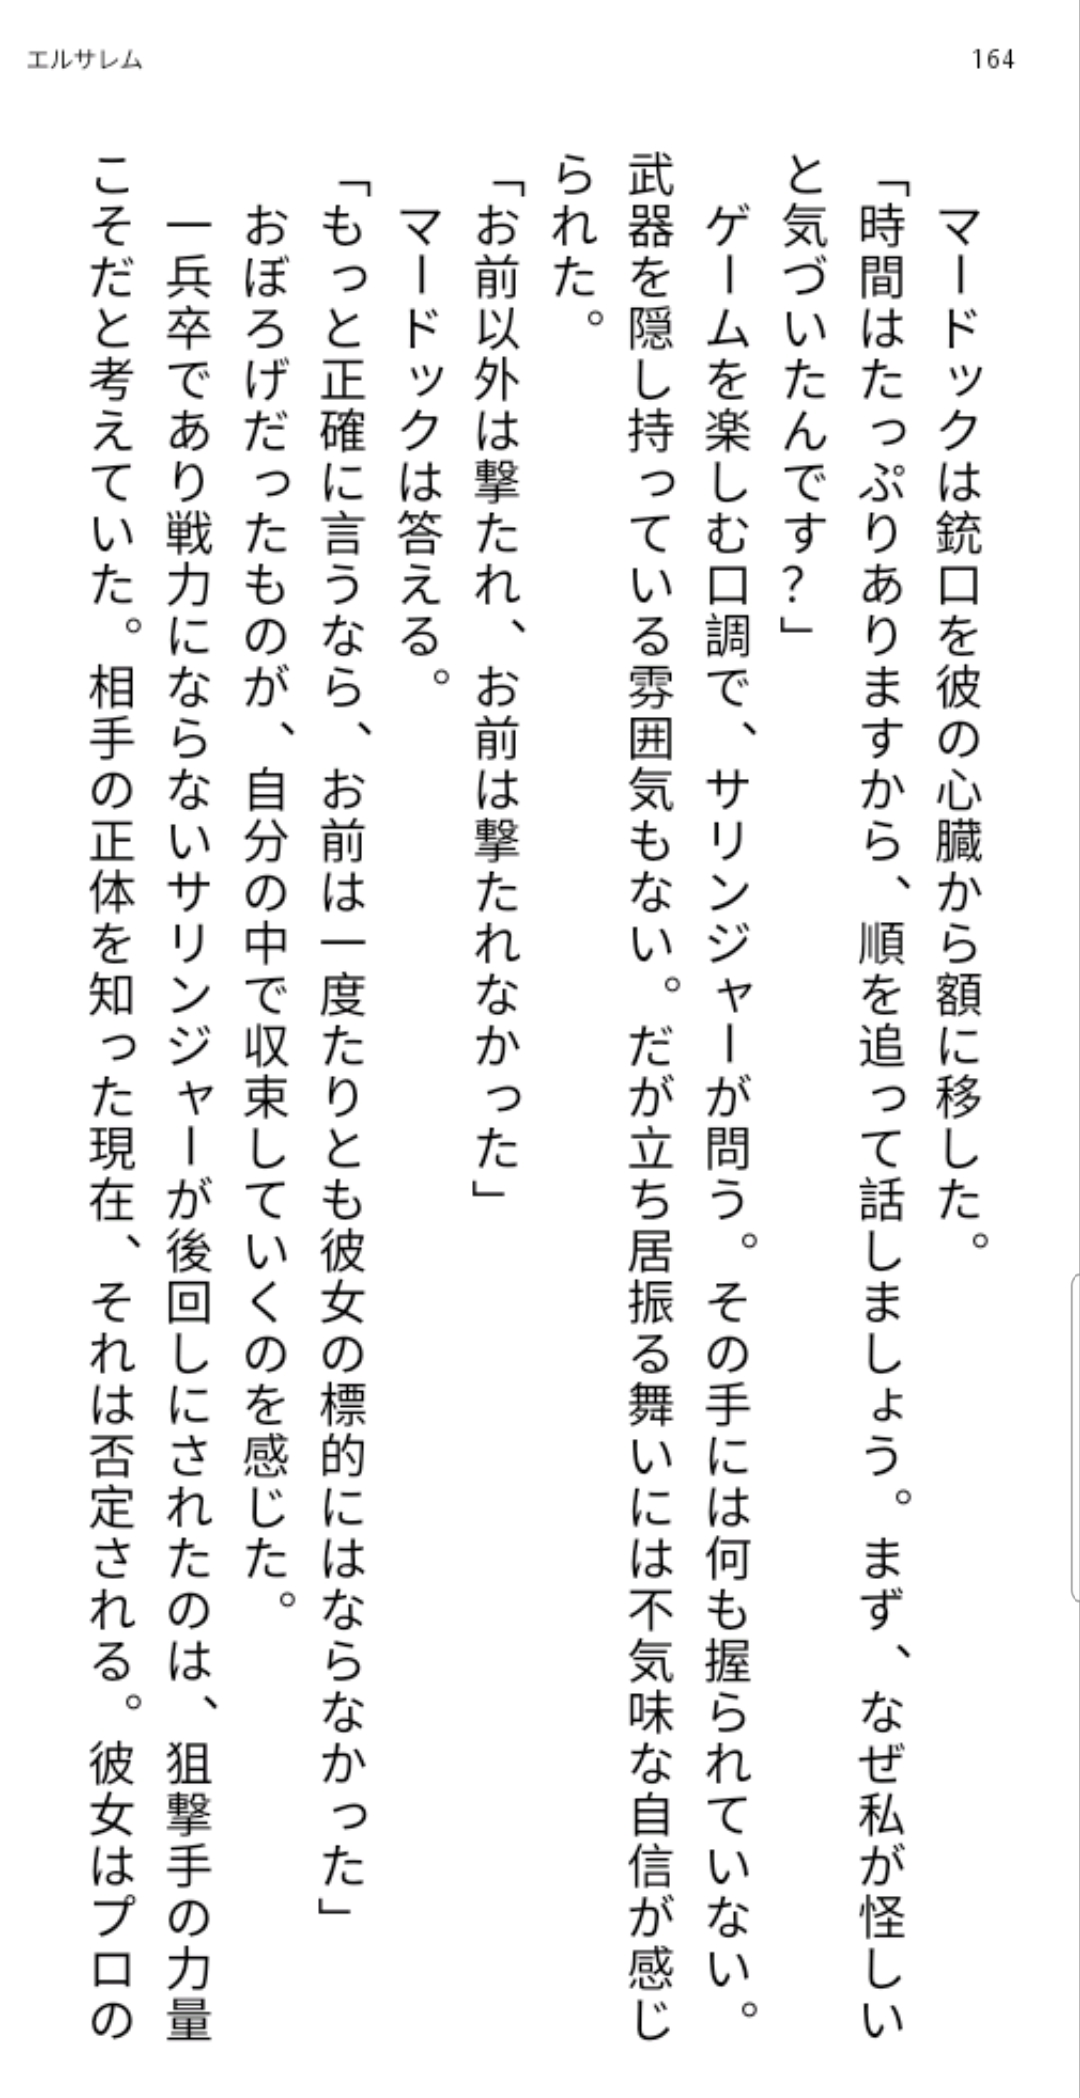 エルサレム
164
マードックは銃口を彼の心臓から額に移した。
「時間はたっぷりありますから、順を追って話しましょう。まず、なぜ私が怪しい
と気づいたんです？」
ゲームを楽しむ口調で、サリンジャーが問う。その手には何も握られていない。
武器を隠し持っている雰囲気もない。だが立ち居振る舞いには不気味な自信が感じ
られた。
「お前以外は撃たれ、お前は撃たれなかった」
マードックは答える。
「もっと正確に言うなら、お前は一度たりとも彼女の標的にはならなかった」
おぼろげだったものが、自分の中で収束していくのを感じた。
一兵卒であり戦力にならないサリンジャーが後回しにされたのは、狙撃手の力量
こそだと考えていた。相手の正体を知った現在、それは否定される。彼女はプロの